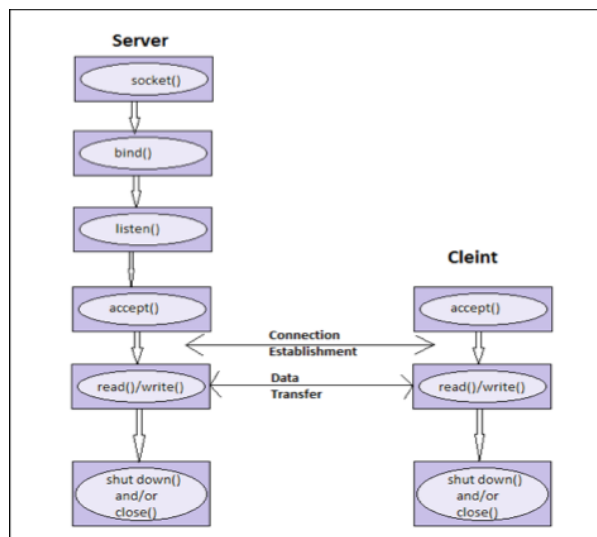 Server
socket()
bind()
listen()
Cleint
accept()
accept()
Connection
Establishment
read()/write()
Data
Transfer
read()/write()
shut down()
and/or
close()
shut down()
and/or
close()